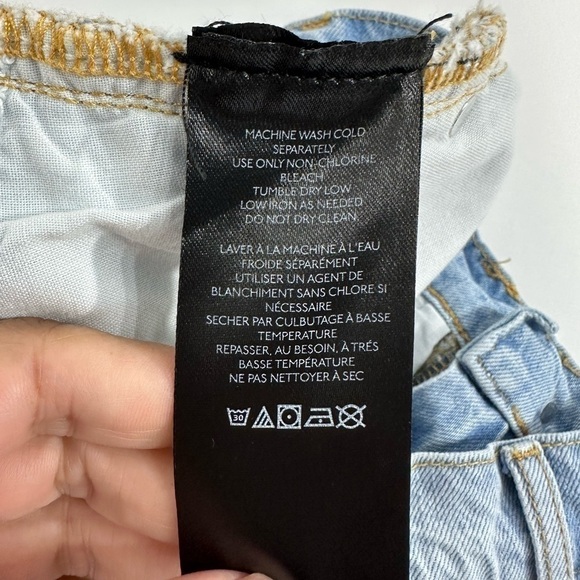 MACHINE WASH COLD
SEPARATELY
USE ONLY NON-CHLORINE
BLEACH
TUMBLE DRY LOW
LOW IRON AS NEEDED
DO NOT DRY CLEAN
LAVER À LA MACHINE À L'EAU
FROIDE SÉPARÉMENT
UTILISER UN AGENT DE
BLANCHIMENT SANS CHLORE SI
NÉCESSAIRE
SECHER PAR CULBUTAGE À BASSE
TEMPERATURE
REPASSER, AU BESOIN, À TRÉS
BASSE TEMPÉRATURE
NE PAS NETTOYER À SEC
30